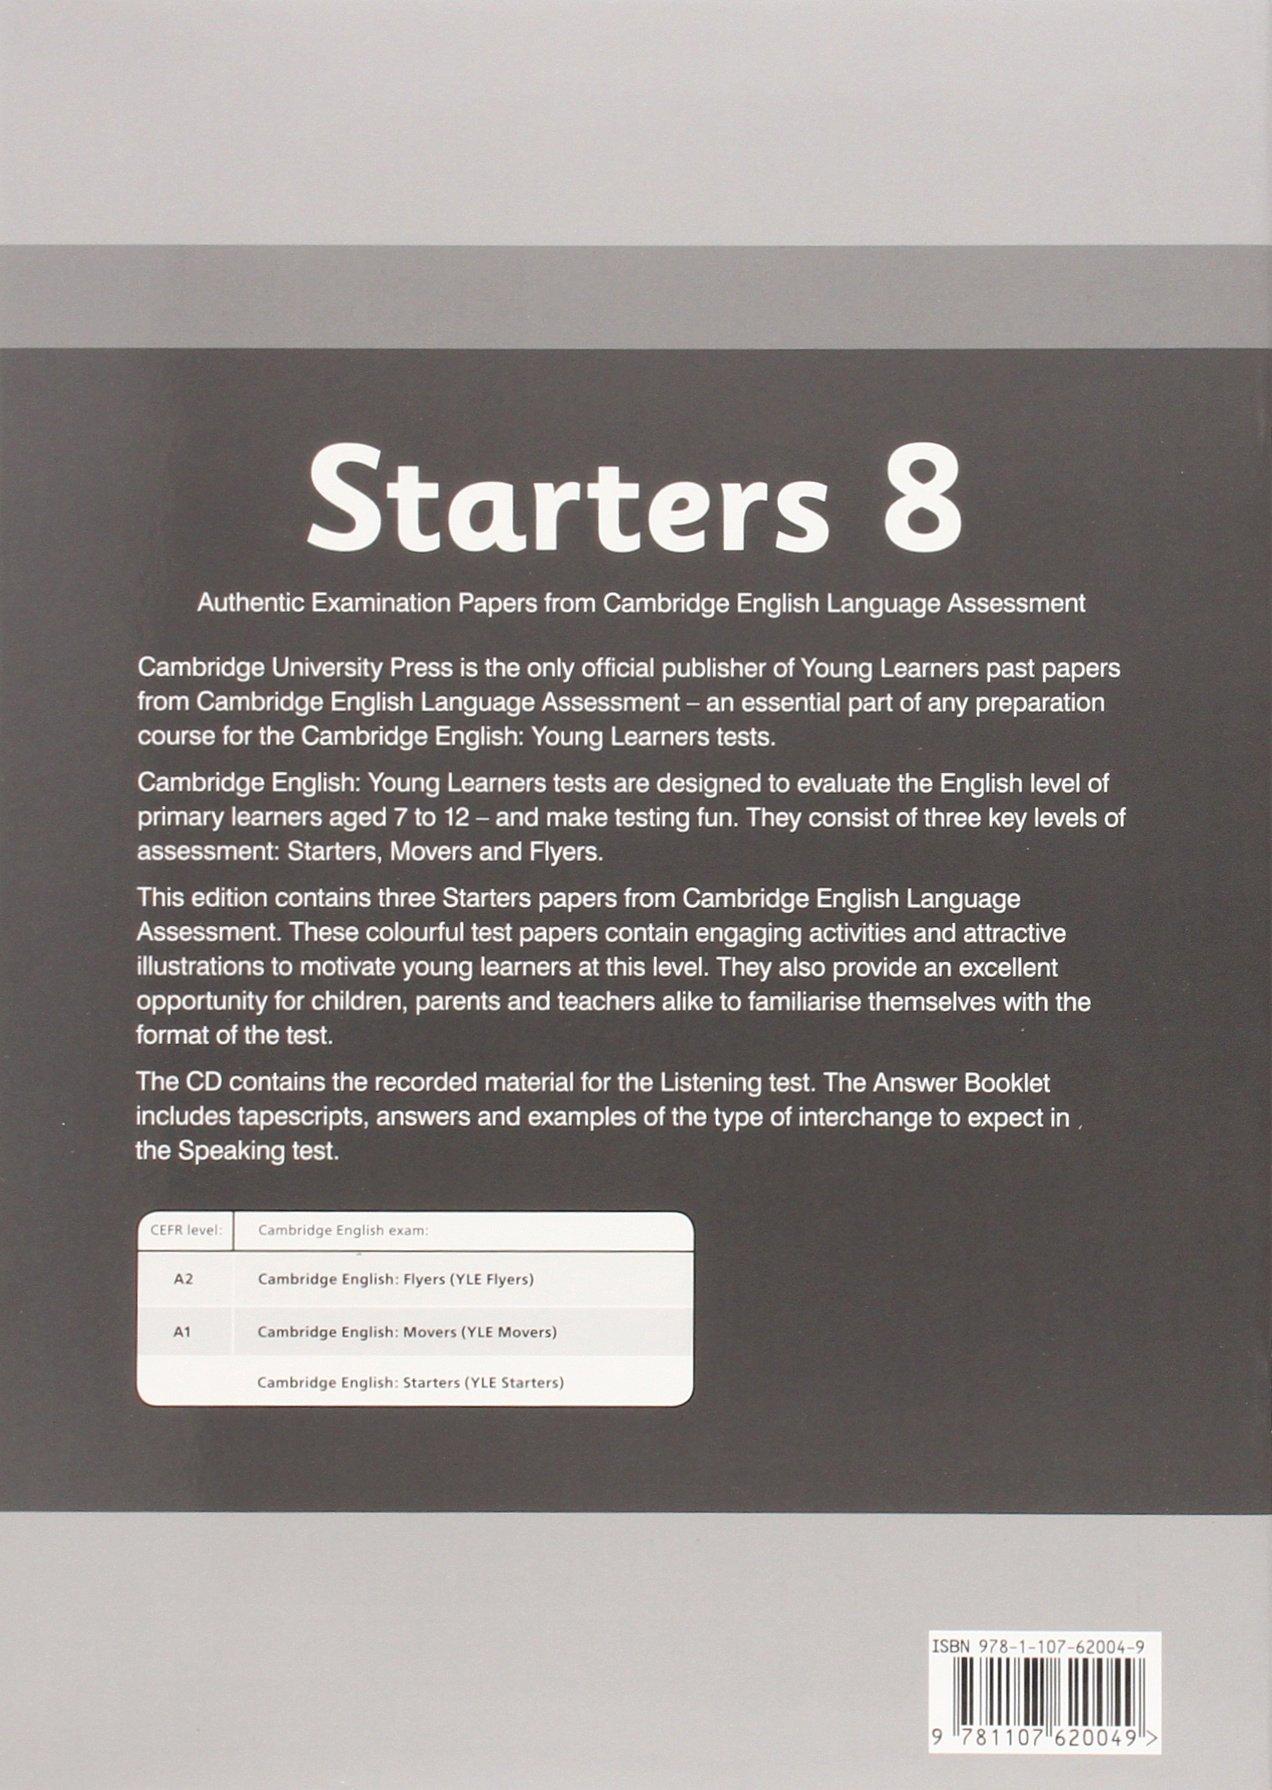 Starters 8
Authentic Examination Papers from Cambridge English Language Assessment
Cambridge University Press is the only official publisher of Young Learners past papers
from Cambridge English Language Assessment – an essential part of any preparation
course for the Cambridge English: Young Learners tests.
Cambridge English: Young Learners tests are designed to evaluate the English level of
primary learners aged 7 to 12 – and make testing fun. They consist of three key levels of
assessment: Starters, Movers and Flyers.
This edition contains three Starters papers from Cambridge English Language
Assessment. These colourful test papers contain engaging activities and attractive
illustrations to motivate young learners at this level. They also provide an excellent
opportunity for children, parents and teachers alike to familiarise themselves with the
format of the test.
The CD contains the recorded material for the Listening test. The Answer Booklet
includes tapescripts, answers and examples of the type of interchange to expect in
the Speaking test.
CEFR level: Cambridge English exam:
A2 Cambridge English: Flyers (YLE Flyers)
A1 Cambridge English: Movers (YLE Movers)
Cambridge English: Starters (YLE Starters)
ISBN 978-1-107-62004-9
9 781107 620049 >